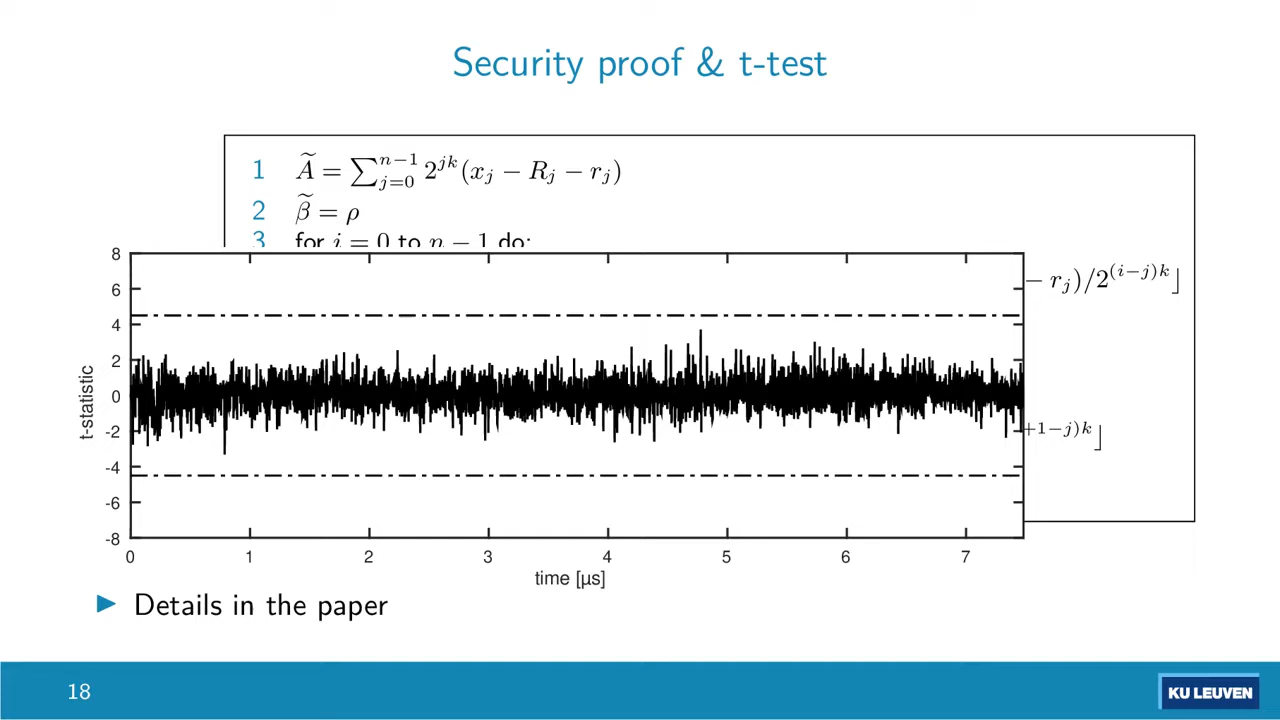 Security proof & t-test
1 Ã = ∑_{j=0}^{n−1} 2^{jk}(x_j − R_j − r_j)
2 β̃ = ρ
3 for i = 0 to n − 1 do:
− r_j)/2^{(i−j)k}⌋
+1−j)k⌋
8
6
4
2
0
-2
-4
-6
-8
t-statistic
0 1 2 3 4 5 6 7
time [µs]
▶ Details in the paper
18
KU LEUVEN